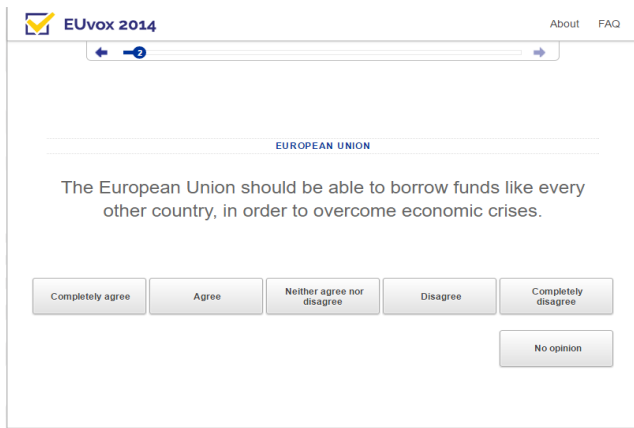 EUvox 2014
About FAQ
2
EUROPEAN UNION
The European Union should be able to borrow funds like every
other country, in order to overcome economic crises.
Completely agree
Agree
Neither agree nor
disagree
Disagree
Completely
disagree
No opinion